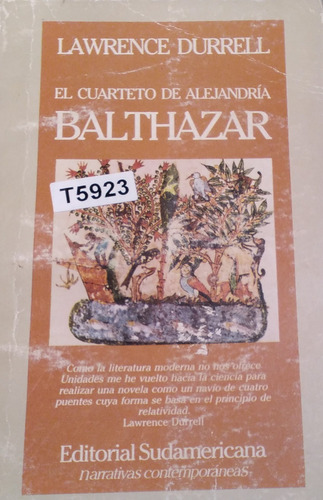 LAWRENCE DURRELL
EL CUARTETO DE ALEJANDRÍA
BALTHAZAR
T5923
Como la literatura moderna no nos ofrece
Unidades me he vuelto hacia la ciencia para
realizar una novela como un navío de cuatro
puentes cuya forma se basa en el principio de
relatividad.
Lawrence Durrell
Editorial Sudamericana
narrativas contemporáneas